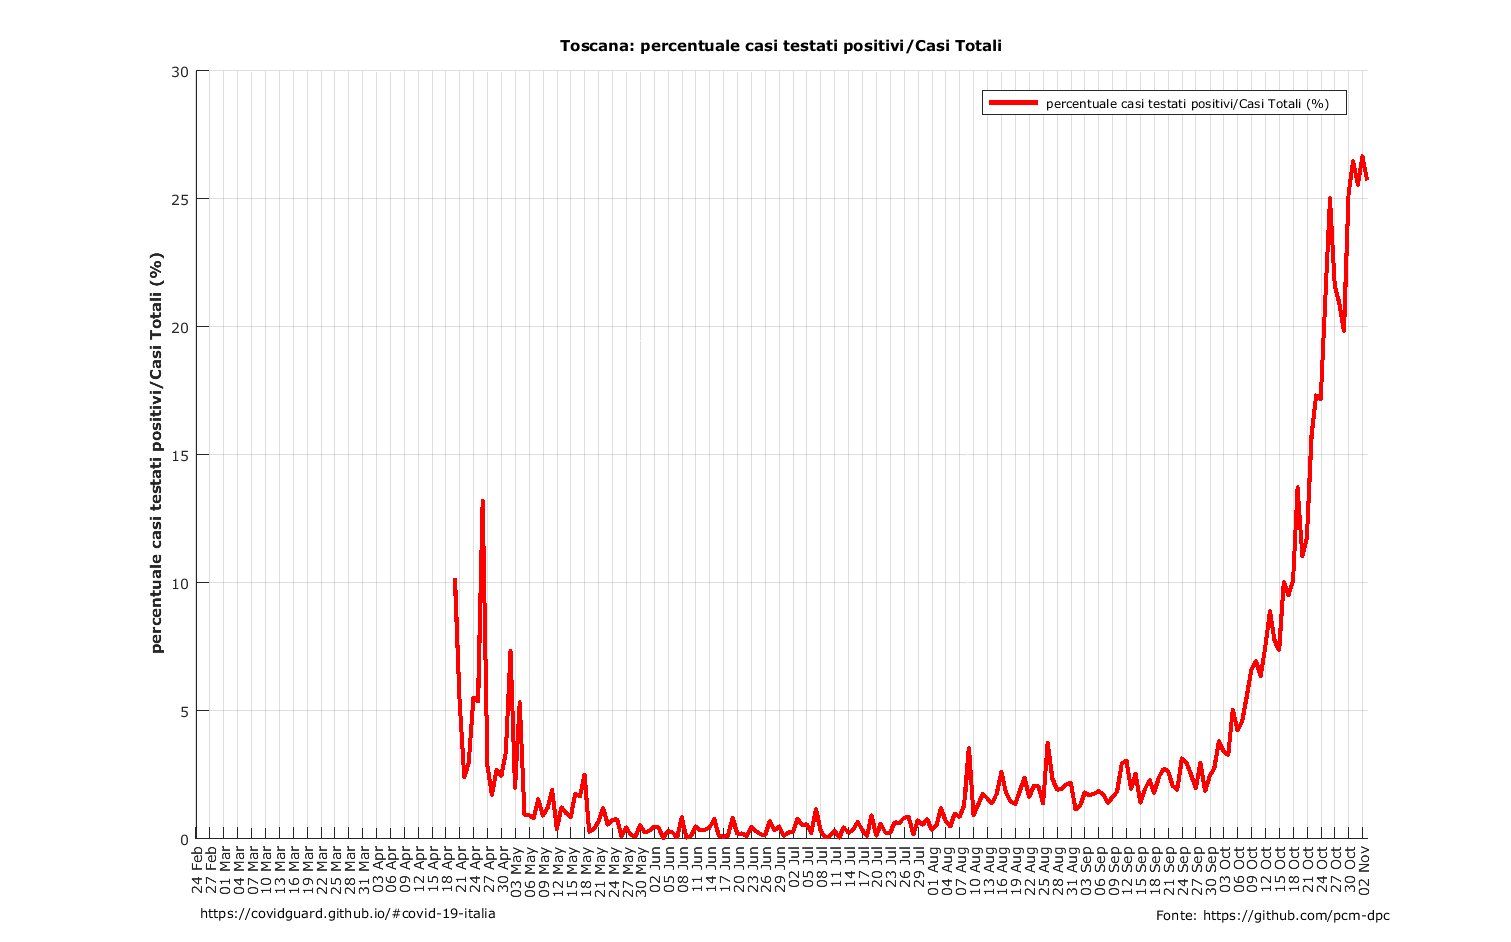 Toscana: percentuale casi testati positivi/Casi Totali
percentuale casi testati positivi/Casi Totali (%)
percentuale casi testati positivi/Casi Totali (%)
30
25
20
15
10
5
0
24 Feb
27 Feb
01 Mar
04 Mar
07 Mar
10 Mar
13 Mar
16 Mar
19 Mar
22 Mar
25 Mar
28 Mar
31 Mar
03 Apr
06 Apr
09 Apr
12 Apr
15 Apr
18 Apr
21 Apr
24 Apr
27 Apr
30 Apr
03 May
06 May
09 May
12 May
15 May
18 May
21 May
24 May
27 May
30 May
02 Jun
05 Jun
08 Jun
11 Jun
14 Jun
17 Jun
20 Jun
23 Jun
26 Jun
29 Jun
02 Jul
05 Jul
08 Jul
11 Jul
14 Jul
17 Jul
20 Jul
23 Jul
26 Jul
29 Jul
01 Aug
04 Aug
07 Aug
10 Aug
13 Aug
16 Aug
19 Aug
22 Aug
25 Aug
28 Aug
31 Aug
03 Sep
06 Sep
09 Sep
12 Sep
15 Sep
18 Sep
21 Sep
24 Sep
27 Sep
30 Sep
03 Oct
06 Oct
09 Oct
12 Oct
15 Oct
18 Oct
21 Oct
24 Oct
27 Oct
30 Oct
02 Nov
https://covidguard.github.io/#covid-19-italia
Fonte: https://github.com/pcm-dpc